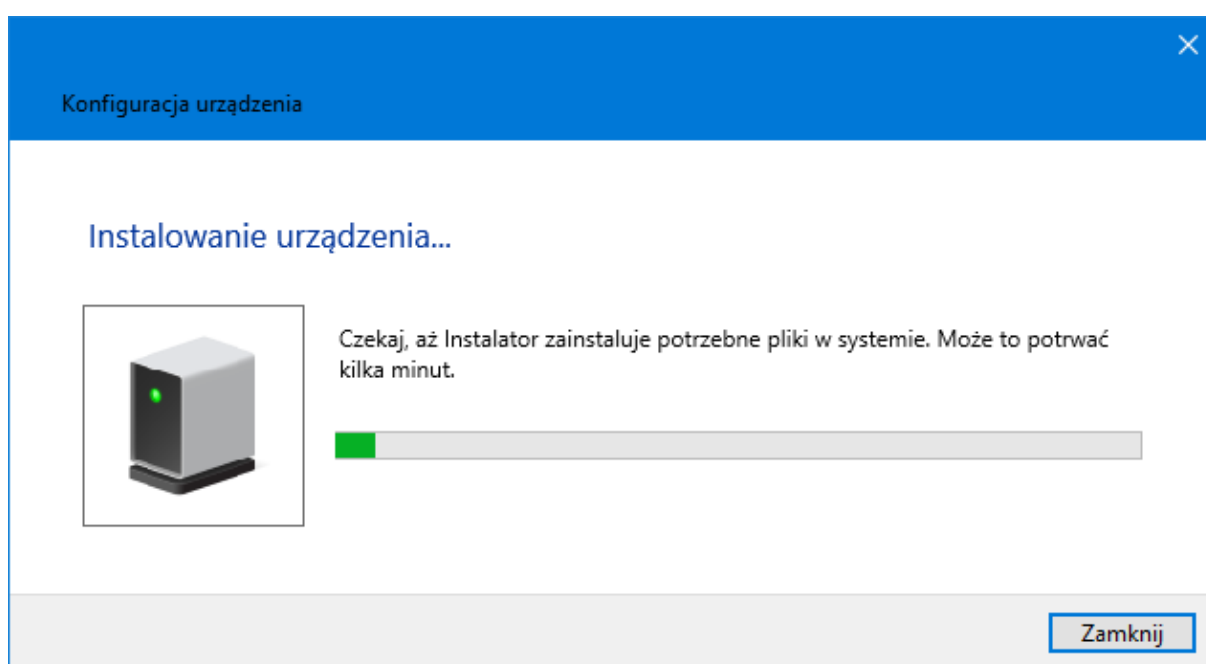 Konfiguracja urządzenia
Instalowanie urządzenia...
Czekaj, aż Instalator zainstaluje potrzebne pliki w systemie. Może to potrwać
kilka minut.
Zamknij